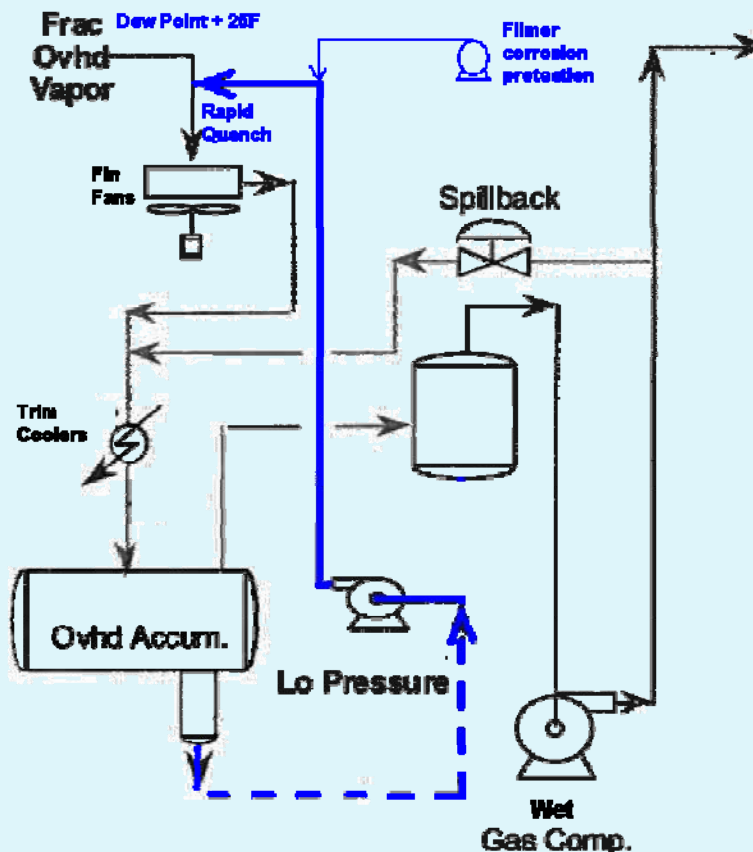 Frac
Ovhd
Vapor
Dew Point + 25F
Filmer
corrosion
protection
Rapid
Quench
Fin
Fans
Spillback
Trim
Coolers
Ovhd Accum.
Lo Pressure
Wet
Gas Comp.